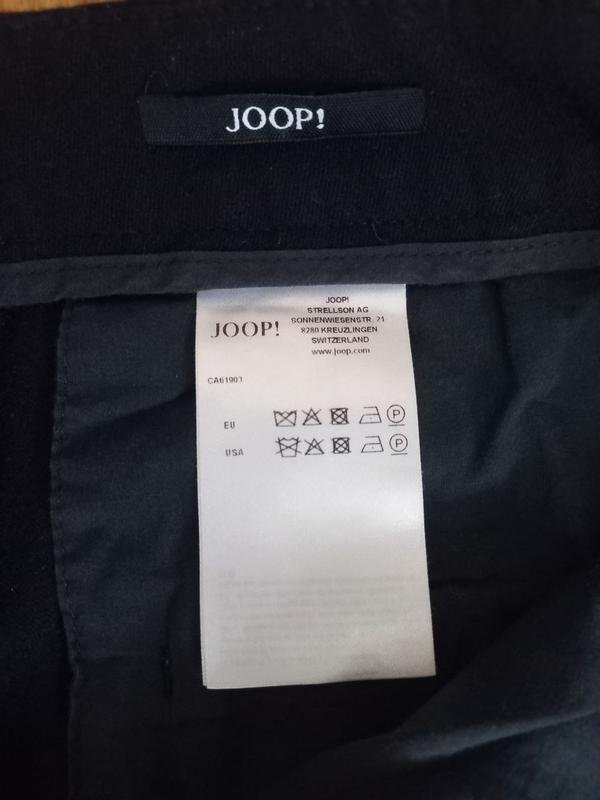 JOOP!
JOOP!
JOOP!
STRELLSON AG
SONNENWIESENSTR. 21
8280 KREUZLINGEN
SWITZERLAND
www.joop.com
CA61903
EU
P
USA
P